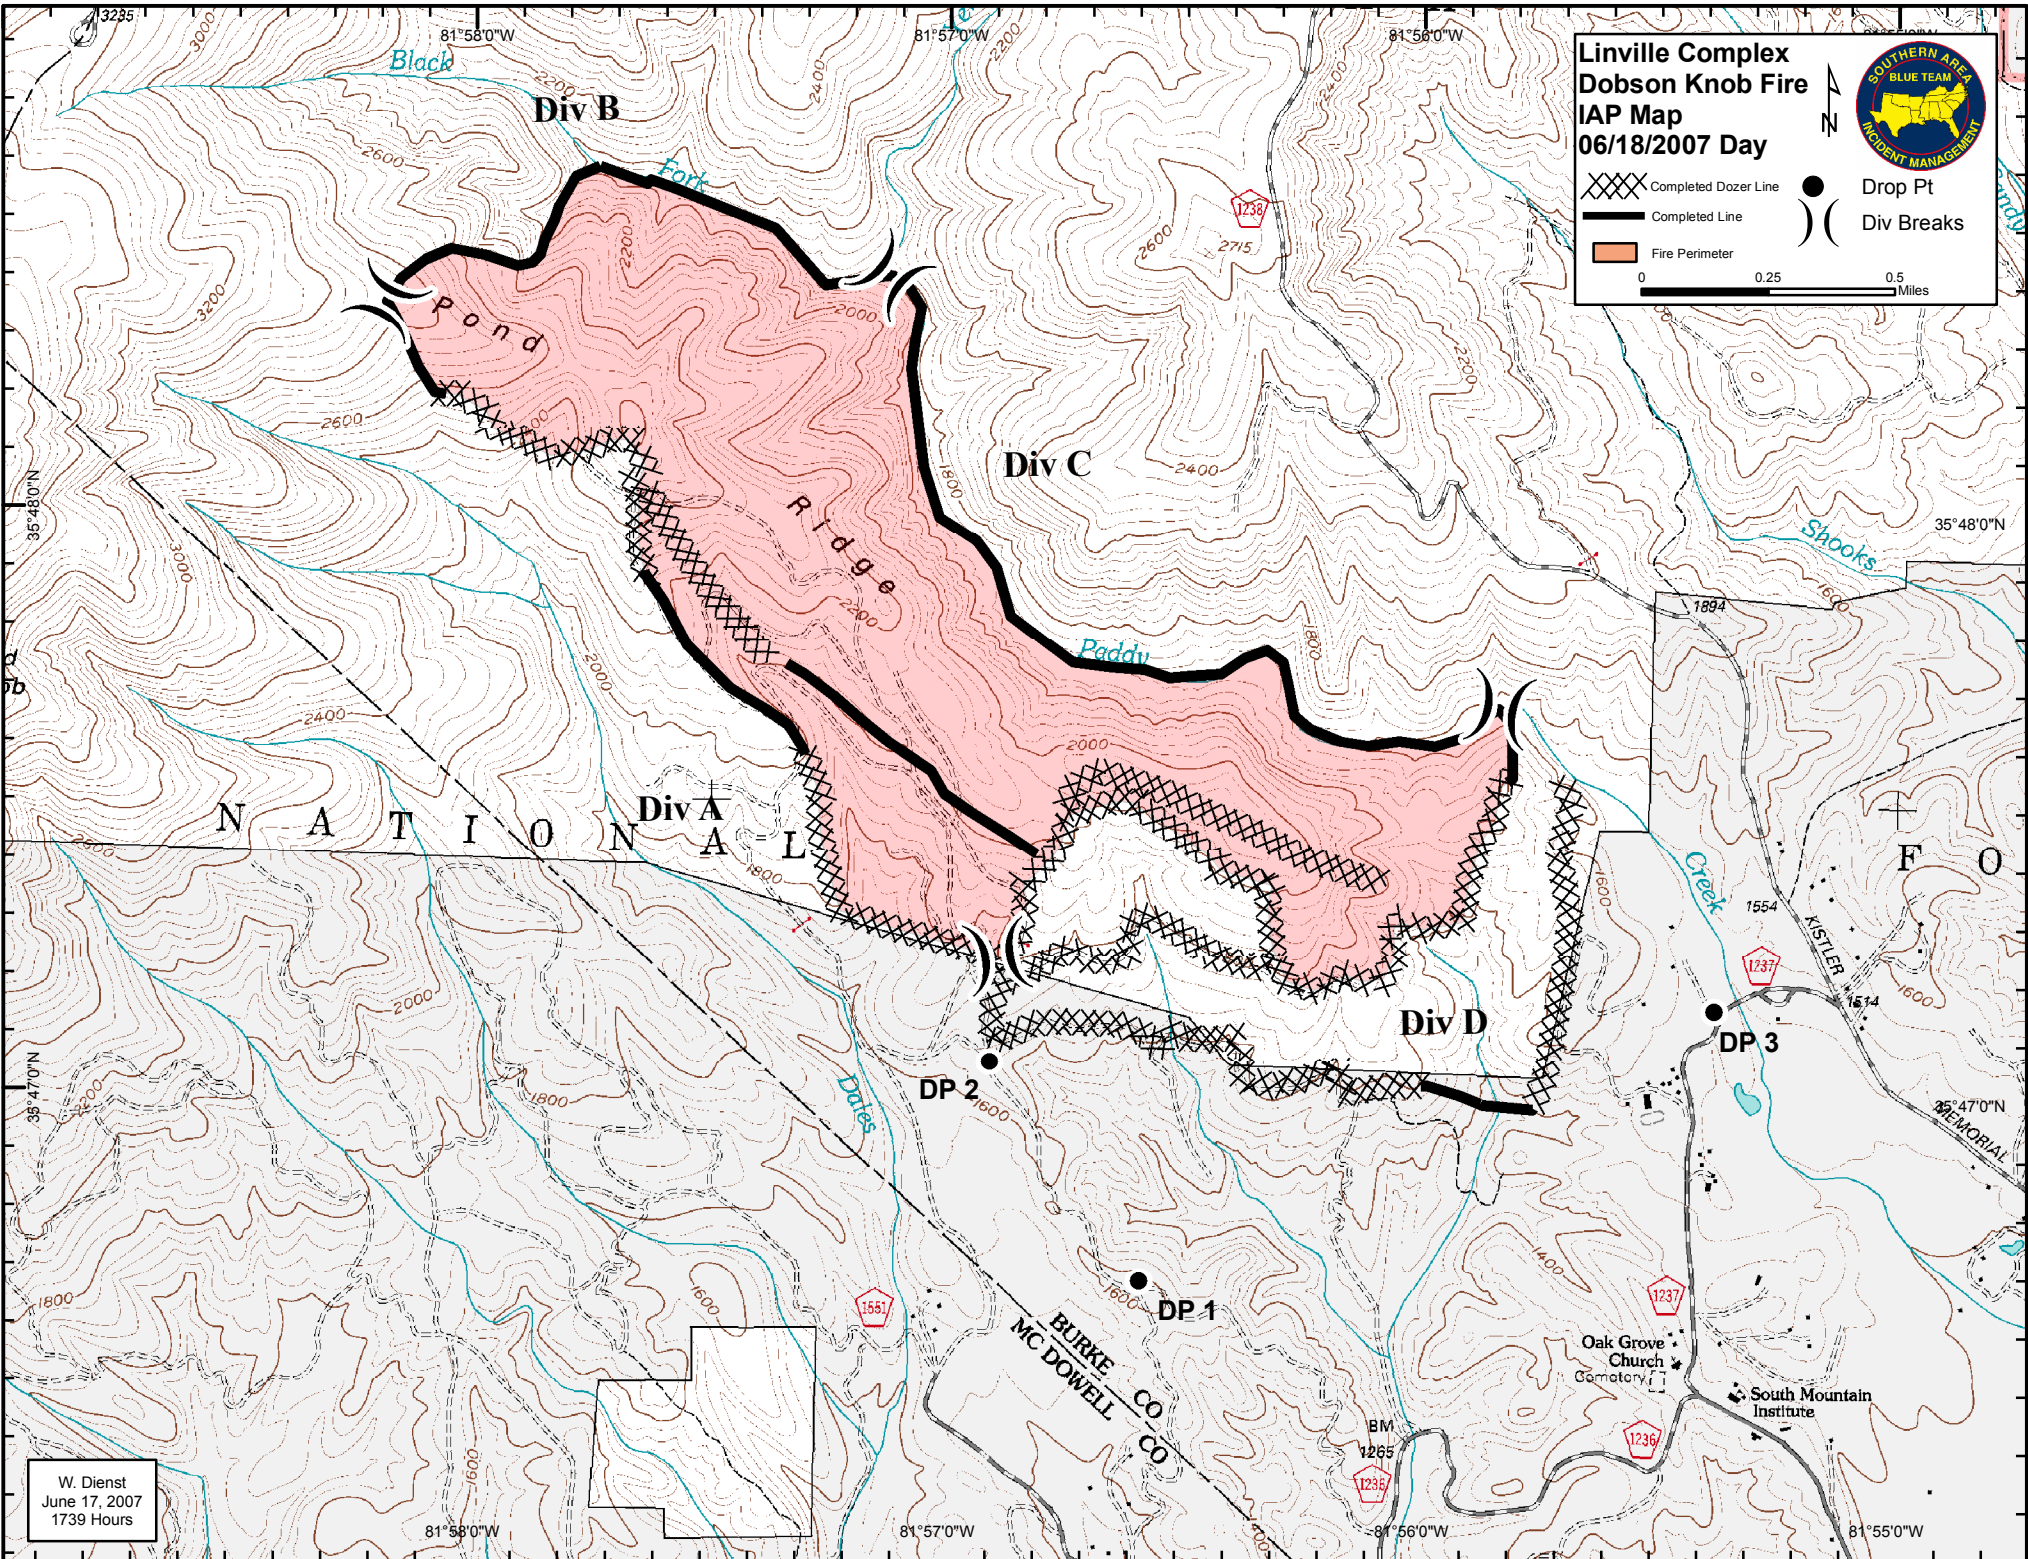 3235
3000
81°58'0"W
81°57'0"W
2200
81°56'0"W
Linville Complex
Dobson Knob Fire
IAP Map
06/18/2007 Day
N
SOUTHERN AREA
BLUE TEAM
INCIDENT MANAGEMENT
Completed Dozer Line
Drop Pt
Completed Line
Div Breaks
Fire Perimeter
0
0.25
0.5
Miles
Black
2200
2400
2400
Div B
2600
Fork
1238
2600
2715
2200
3200
2000
Pond
2200
2600
Div C
1800
2400
Ridge
35°48'0"N
35°48'0"N
Shooks
3000
2200
1600
1894
Paddy
1800
2000
2400
2000
NATIONAL
Div A
1800
Creek
1600
F O
1554
KISTLER
1237
1514
1600
2000
Div D
DP 3
DP 2
1600
35°47'0"N
35°47'0"N
MEMORIAL
2200
1800
Dales
1400
1800
1600
1551
1600
DP 1
1237
BURKE CO
MC DOWELL CO
Oak Grove
Church
Cemetery
South Mountain
Institute
BM
1265
1236
1235
1600
1400
W. Dienst
June 17, 2007
1739 Hours
81°58'0"W
81°57'0"W
81°56'0"W
81°55'0"W